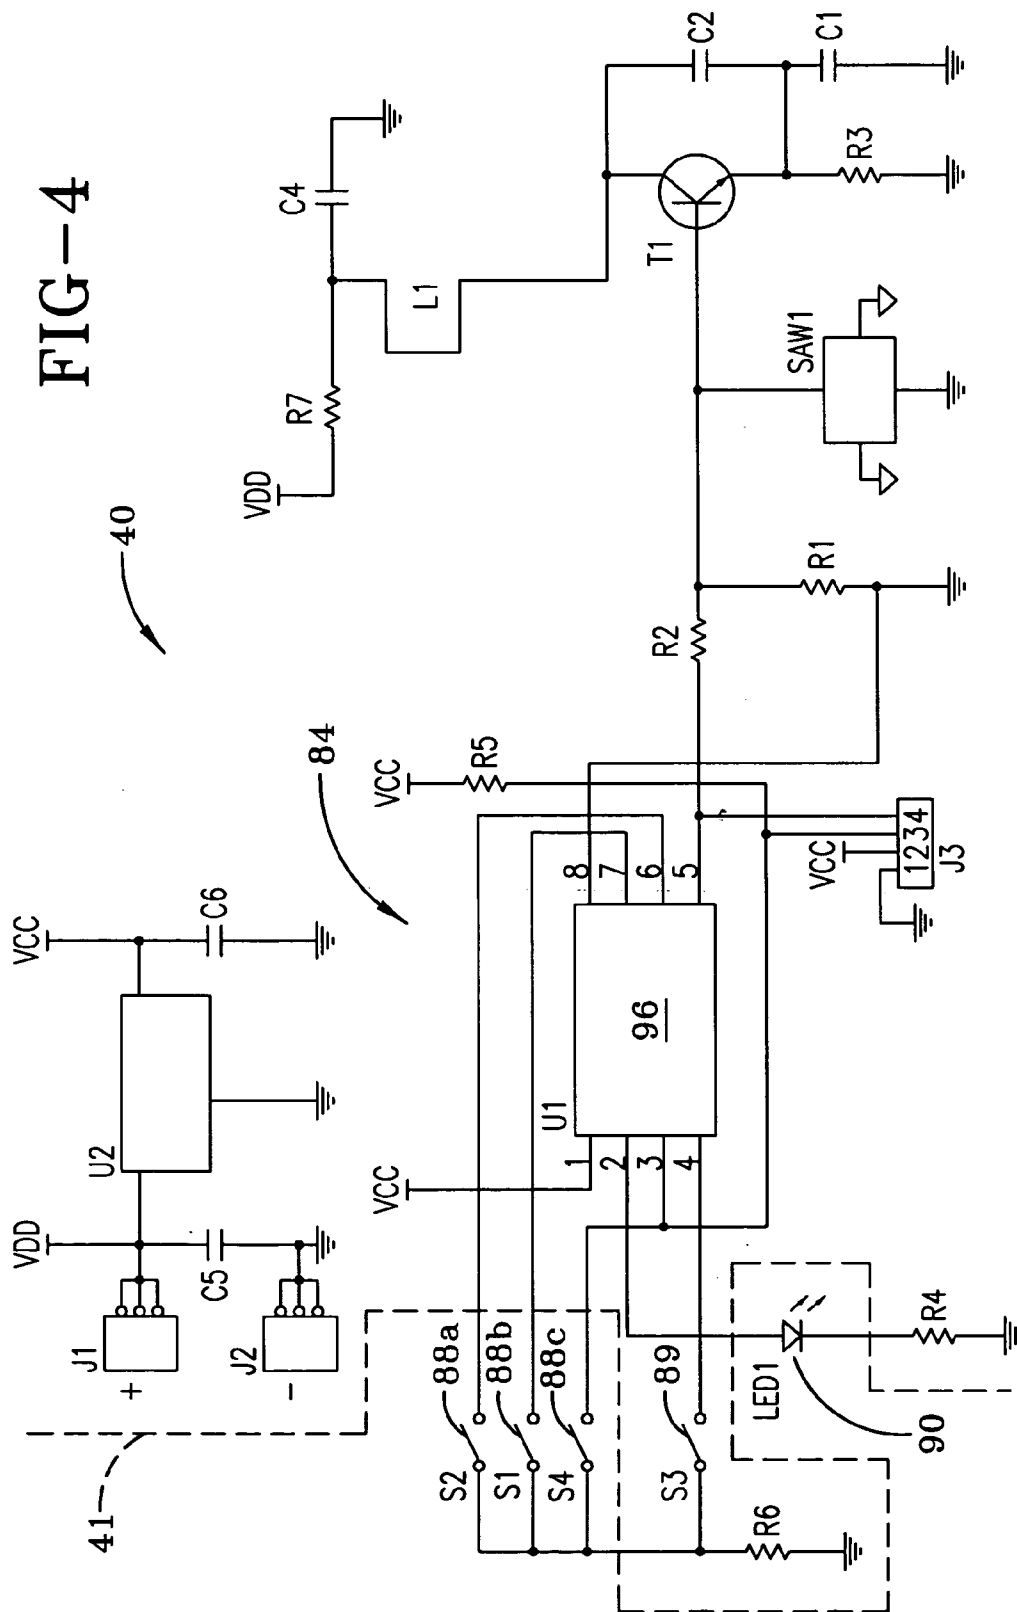 FIG-4
40
84
41
J1
+
J2
-
VDD
C5
U2
VCC
C6
VDD
R7
C4
L1
C2
C1
T1
R3
SAW1
R1
R2
VCC
R5
VCC
U1
96
1
2
3
4
8
7
6
5
VCC
1234
J3
S2
88a
S1
88b
S4
88c
S3
89
R6
LED1
90
R4